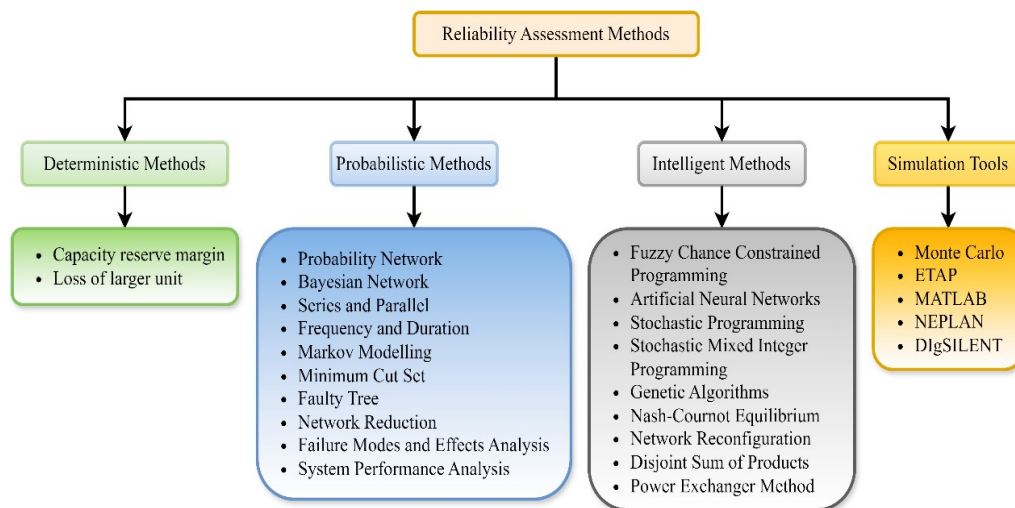 Reliability Assessment Methods
Deterministic Methods
Probabilistic Methods
Intelligent Methods
Simulation Tools
• Capacity reserve margin
• Loss of larger unit
• Probability Network
• Bayesian Network
• Series and Parallel
• Frequency and Duration
• Markov Modelling
• Minimum Cut Set
• Faulty Tree
• Network Reduction
• Failure Modes and Effects Analysis
• System Performance Analysis
• Fuzzy Chance Constrained
Programming
• Artificial Neural Networks
• Stochastic Programming
• Stochastic Mixed Integer
Programming
• Genetic Algorithms
• Nash-Cournot Equilibrium
• Network Reconfiguration
• Disjoint Sum of Products
• Power Exchanger Method
• Monte Carlo
• ETAP
• MATLAB
• NEPLAN
• DIgSILENT